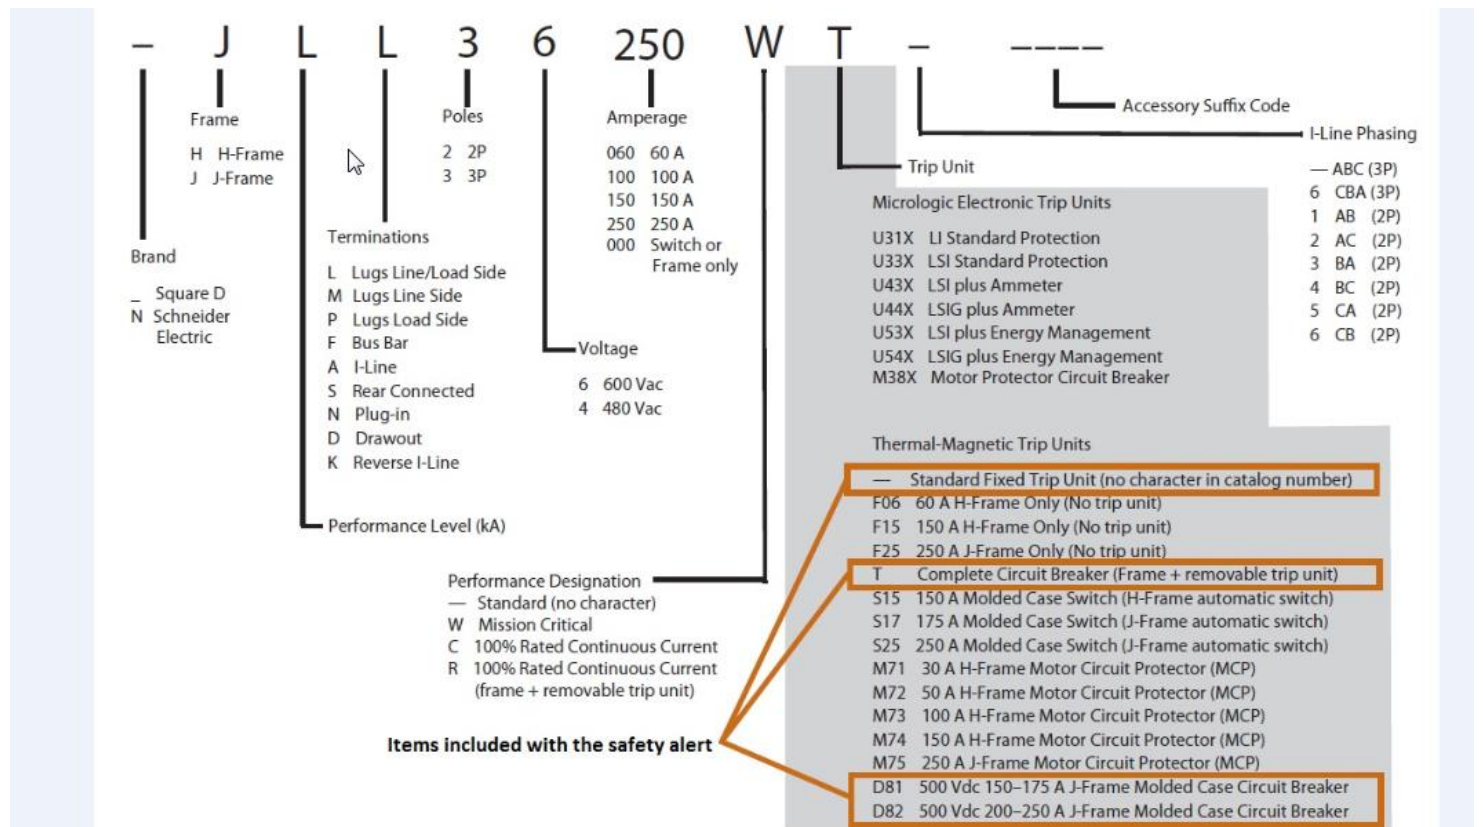 _ J L L 3 6 250 W T – ––––
Accessory Suffix Code
I-Line Phasing
— ABC (3P)
6 CBA (3P)
1 AB (2P)
2 AC (2P)
3 BA (2P)
4 BC (2P)
5 CA (2P)
6 CB (2P)
Frame
H H-Frame
J J-Frame
Poles
2 2P
3 3P
Amperage
060 60 A
100 100 A
150 150 A
250 250 A
000 Switch or
Frame only
Brand
_ Square D
N Schneider
Electric
Terminations
L Lugs Line/Load Side
M Lugs Line Side
P Lugs Load Side
F Bus Bar
A I-Line
S Rear Connected
N Plug-in
D Drawout
K Reverse I-Line
Voltage
6 600 Vac
4 480 Vac
Performance Level (kA)
Performance Designation
— Standard (no character)
W Mission Critical
C 100% Rated Continuous Current
R 100% Rated Continuous Current
(frame + removable trip unit)
Items included with the safety alert
Trip Unit
Micrologic Electronic Trip Units
U31X LI Standard Protection
U33X LSI Standard Protection
U43X LSI plus Ammeter
U44X LSIG plus Ammeter
U53X LSI plus Energy Management
U54X LSIG plus Energy Management
M38X Motor Protector Circuit Breaker
Thermal-Magnetic Trip Units
— Standard Fixed Trip Unit (no character in catalog number)
F06 60 A H-Frame Only (No trip unit)
F15 150 A H-Frame Only (No trip unit)
F25 250 A J-Frame Only (No trip unit)
T Complete Circuit Breaker (Frame + removable trip unit)
S15 150 A Molded Case Switch (H-Frame automatic switch)
S17 175 A Molded Case Switch (J-Frame automatic switch)
S25 250 A Molded Case Switch (J-Frame automatic switch)
M71 30 A H-Frame Motor Circuit Protector (MCP)
M72 50 A H-Frame Motor Circuit Protector (MCP)
M73 100 A H-Frame Motor Circuit Protector (MCP)
M74 150 A H-Frame Motor Circuit Protector (MCP)
M75 250 A J-Frame Motor Circuit Protector (MCP)
D81 500 Vdc 150–175 A J-Frame Molded Case Circuit Breaker
D82 500 Vdc 200–250 A J-Frame Molded Case Circuit Breaker